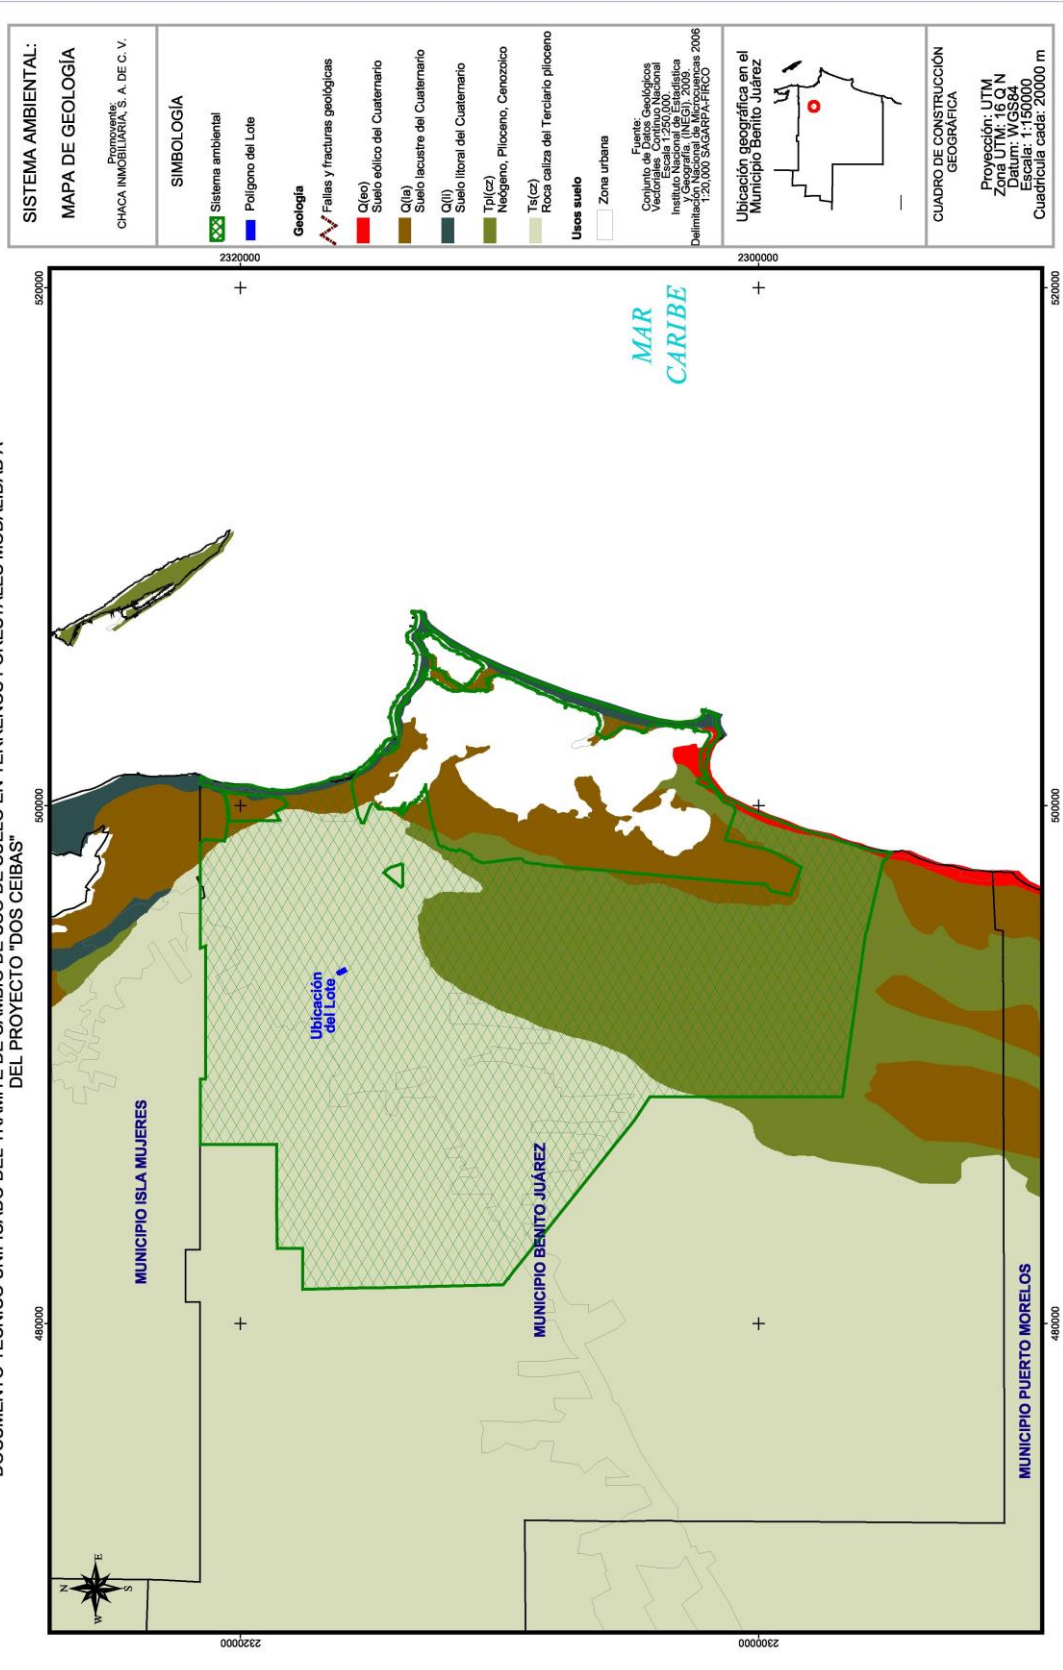 DEL PROYECTO "DOS CEIBAS"
SISTEMA AMBIENTAL:
MAPA DE GEOLOGÍA
Promovente:
CHACA INMOBILIARIA, S. A. DE C. V.
SIMBOLOGÍA
Sistema ambiental
Polígono del Lote
Geología
Fallas y fracturas geológicas
Q(eo)
Suelo eólico del Cuaternario
Q(la)
Suelo lacustre del Cuaternario
Q(li)
Suelo litoral del Cuaternario
Tpl(cz)
Neógeno, Plioceno, Cenozoico
Ts(cz)
Roca caliza del Terciario plioceno
Usos suelo
Zona urbana
Fuente:
Conjunto de Datos Geológicos
Vectoriales Continuo Nacional
Escala 1:250,000.
Instituto Nacional de Estadística
y Geografía. (INEGI). 2009.
Delimitación Nacional de Microcuencas 2006
1:20,000 SAGARPA-FIRCO
Ubicación geográfica en el
Municipio Benito Juárez
CUADRO DE CONSTRUCCIÓN
GEOGRÁFICA
Proyección: UTM
Zona UTM: 16 Q N
Datum: WGS84
Escala: 1:150000
Cuadrícula cada: 20000 m
480000
500000
520000
480000
500000
520000
2320000
2300000
2320000
2300000
N
W
E
S
MUNICIPIO ISLA MUJERES
Ubicación
del Lote
MUNICIPIO BENITO JUÁREZ
MUNICIPIO PUERTO MORELOS
MAR
CARIBE